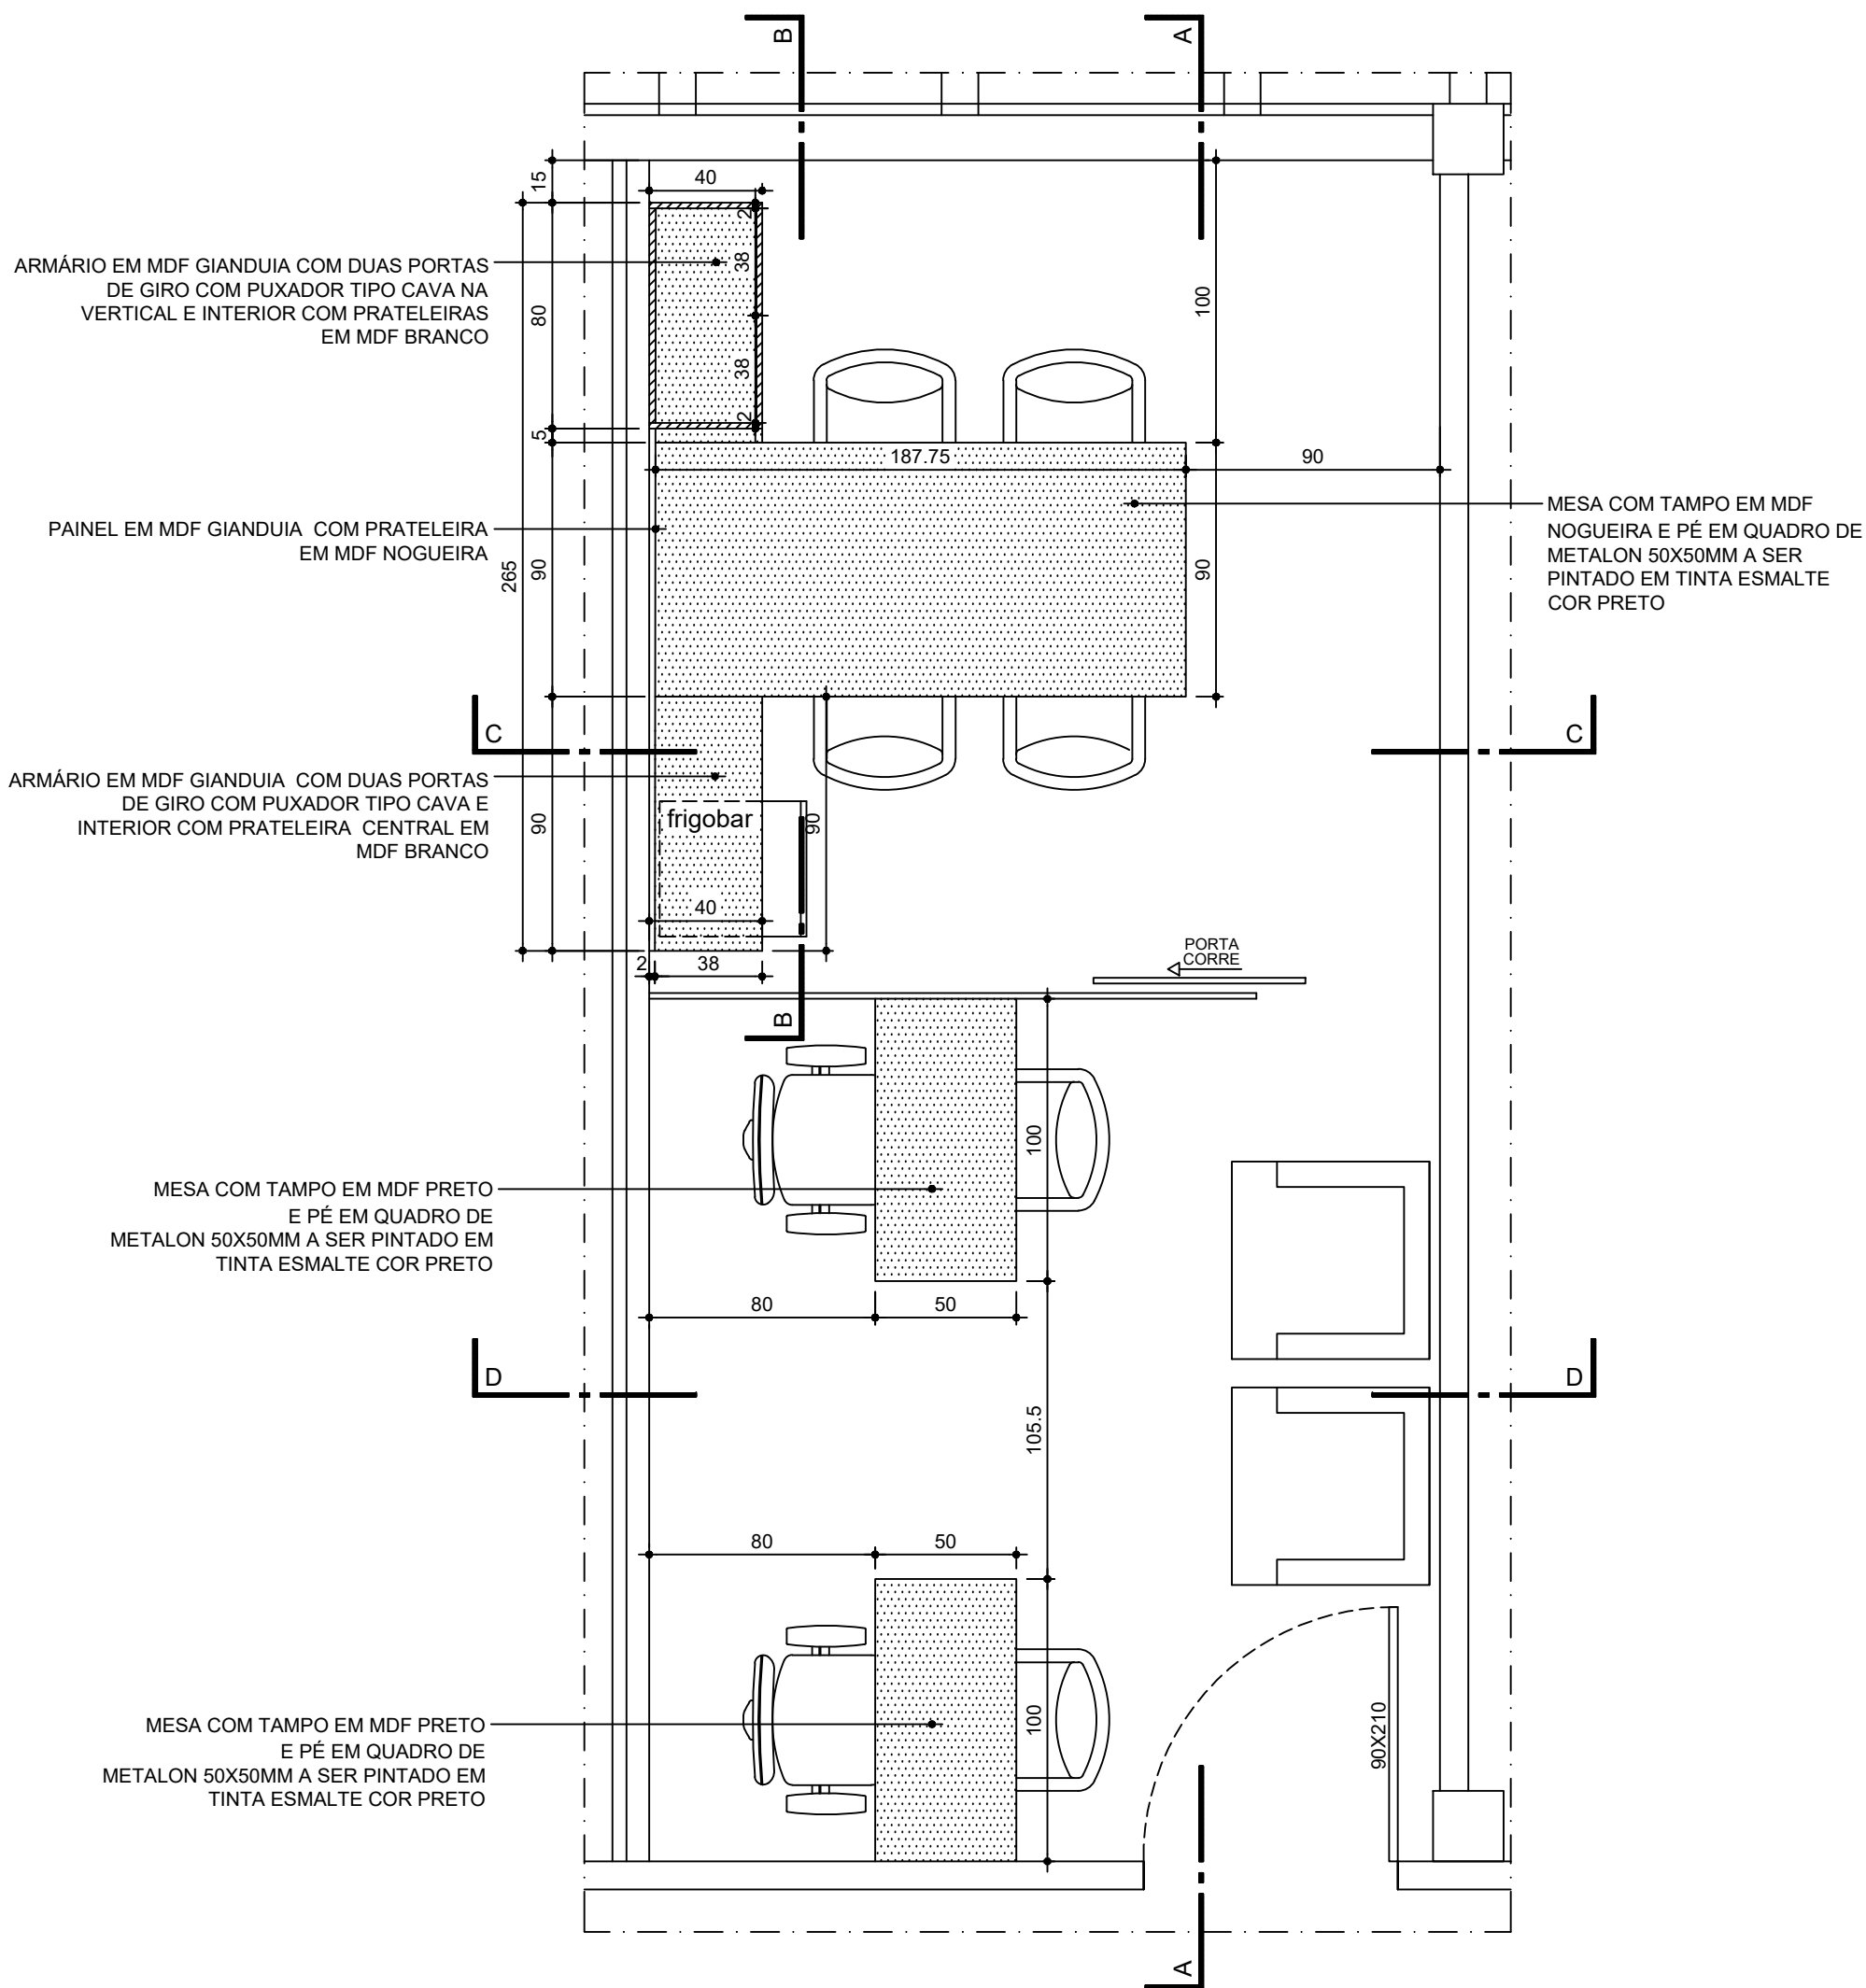 B
A
15
40
2
ARMÁRIO EM MDF GIANDUIA COM DUAS PORTAS
DE GIRO COM PUXADOR TIPO CAVA NA
VERTICAL E INTERIOR COM PRATELEIRAS
EM MDF BRANCO
38
80
100
38
2
5
187.75
90
MESA COM TAMPO EM MDF
NOGUEIRA E PÉ EM QUADRO DE
METALON 50X50MM A SER
PINTADO EM TINTA ESMALTE
COR PRETO
PAINEL EM MDF GIANDUIA COM PRATELEIRA
EM MDF NOGUEIRA
265
90
90
C
C
ARMÁRIO EM MDF GIANDUIA COM DUAS PORTAS
DE GIRO COM PUXADOR TIPO CAVA E
INTERIOR COM PRATELEIRA CENTRAL EM
MDF BRANCO
90
frigobar
90
40
2
38
PORTA
CORRE
B
100
MESA COM TAMPO EM MDF PRETO
E PÉ EM QUADRO DE
METALON 50X50MM A SER PINTADO EM
TINTA ESMALTE COR PRETO
80
50
D
D
105.5
80
50
100
90X210
MESA COM TAMPO EM MDF PRETO
E PÉ EM QUADRO DE
METALON 50X50MM A SER PINTADO EM
TINTA ESMALTE COR PRETO
A